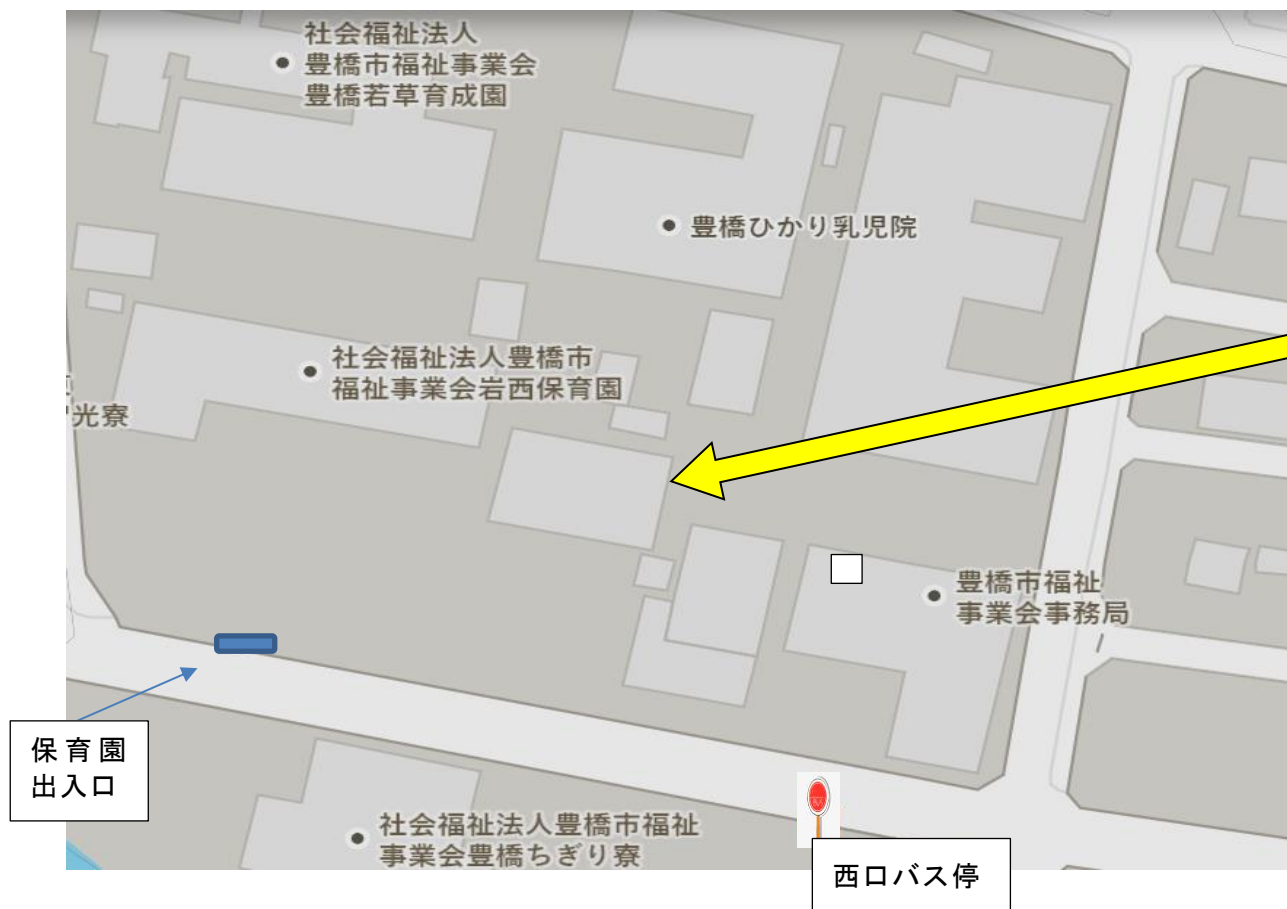 社会福祉法人
豊橋市福祉事業会
豊橋若草育成園
豊橋ひかり乳児院
社会福祉法人豊橋市
福祉事業会岩西保育園
光寮
豊橋市福祉
事業会事務局
保育園
出入口
社会福祉法人豊橋市福祉
事業会豊橋ちぎり寮
西口バス停